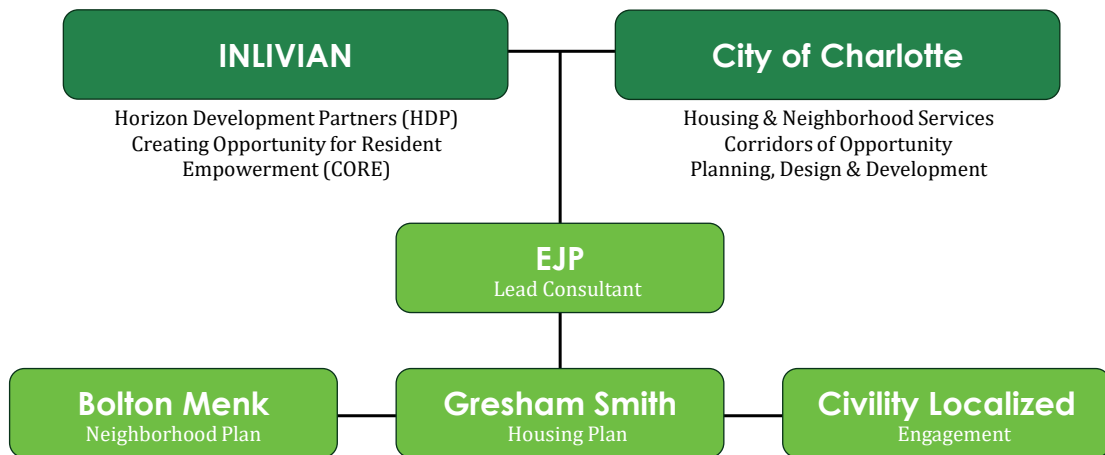 INLIVIAN
City of Charlotte
Horizon Development Partners (HDP)
Creating Opportunity for Resident
Empowerment (CORE)
Housing & Neighborhood Services
Corridors of Opportunity
Planning, Design & Development
EJP
Lead Consultant
Bolton Menk
Neighborhood Plan
Gresham Smith
Housing Plan
Civility Localized
Engagement